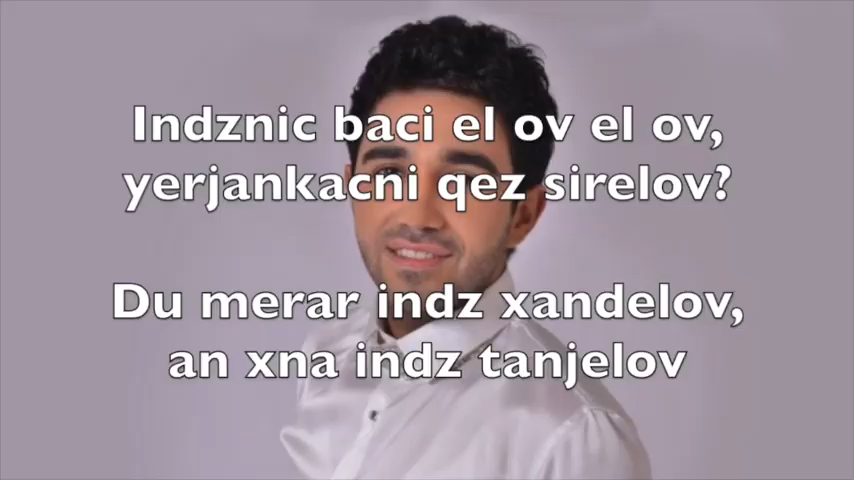 Indznic baci el ov el ov,
yerjankacni qez sirelov?
Du merar indz xandelov,
an xna indz tanjelov